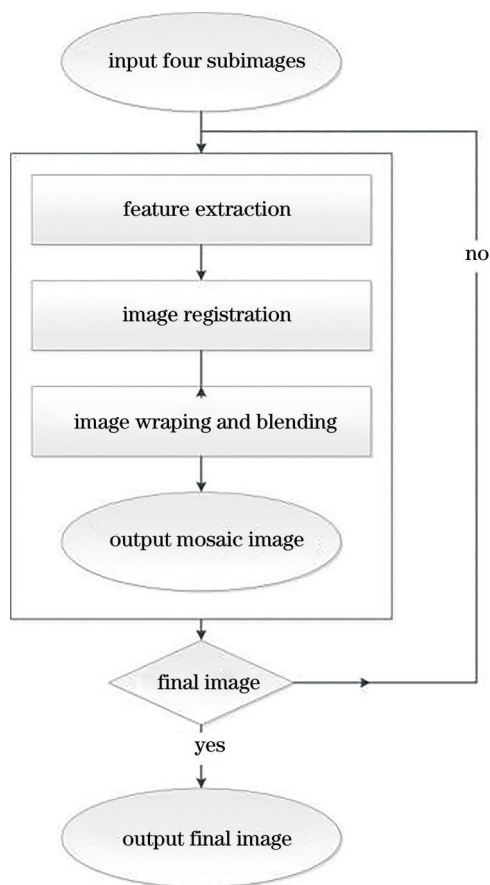 input four subimages
feature extraction
no
image registration
image wraping and blending
output mosaic image
final image
yes
output final image